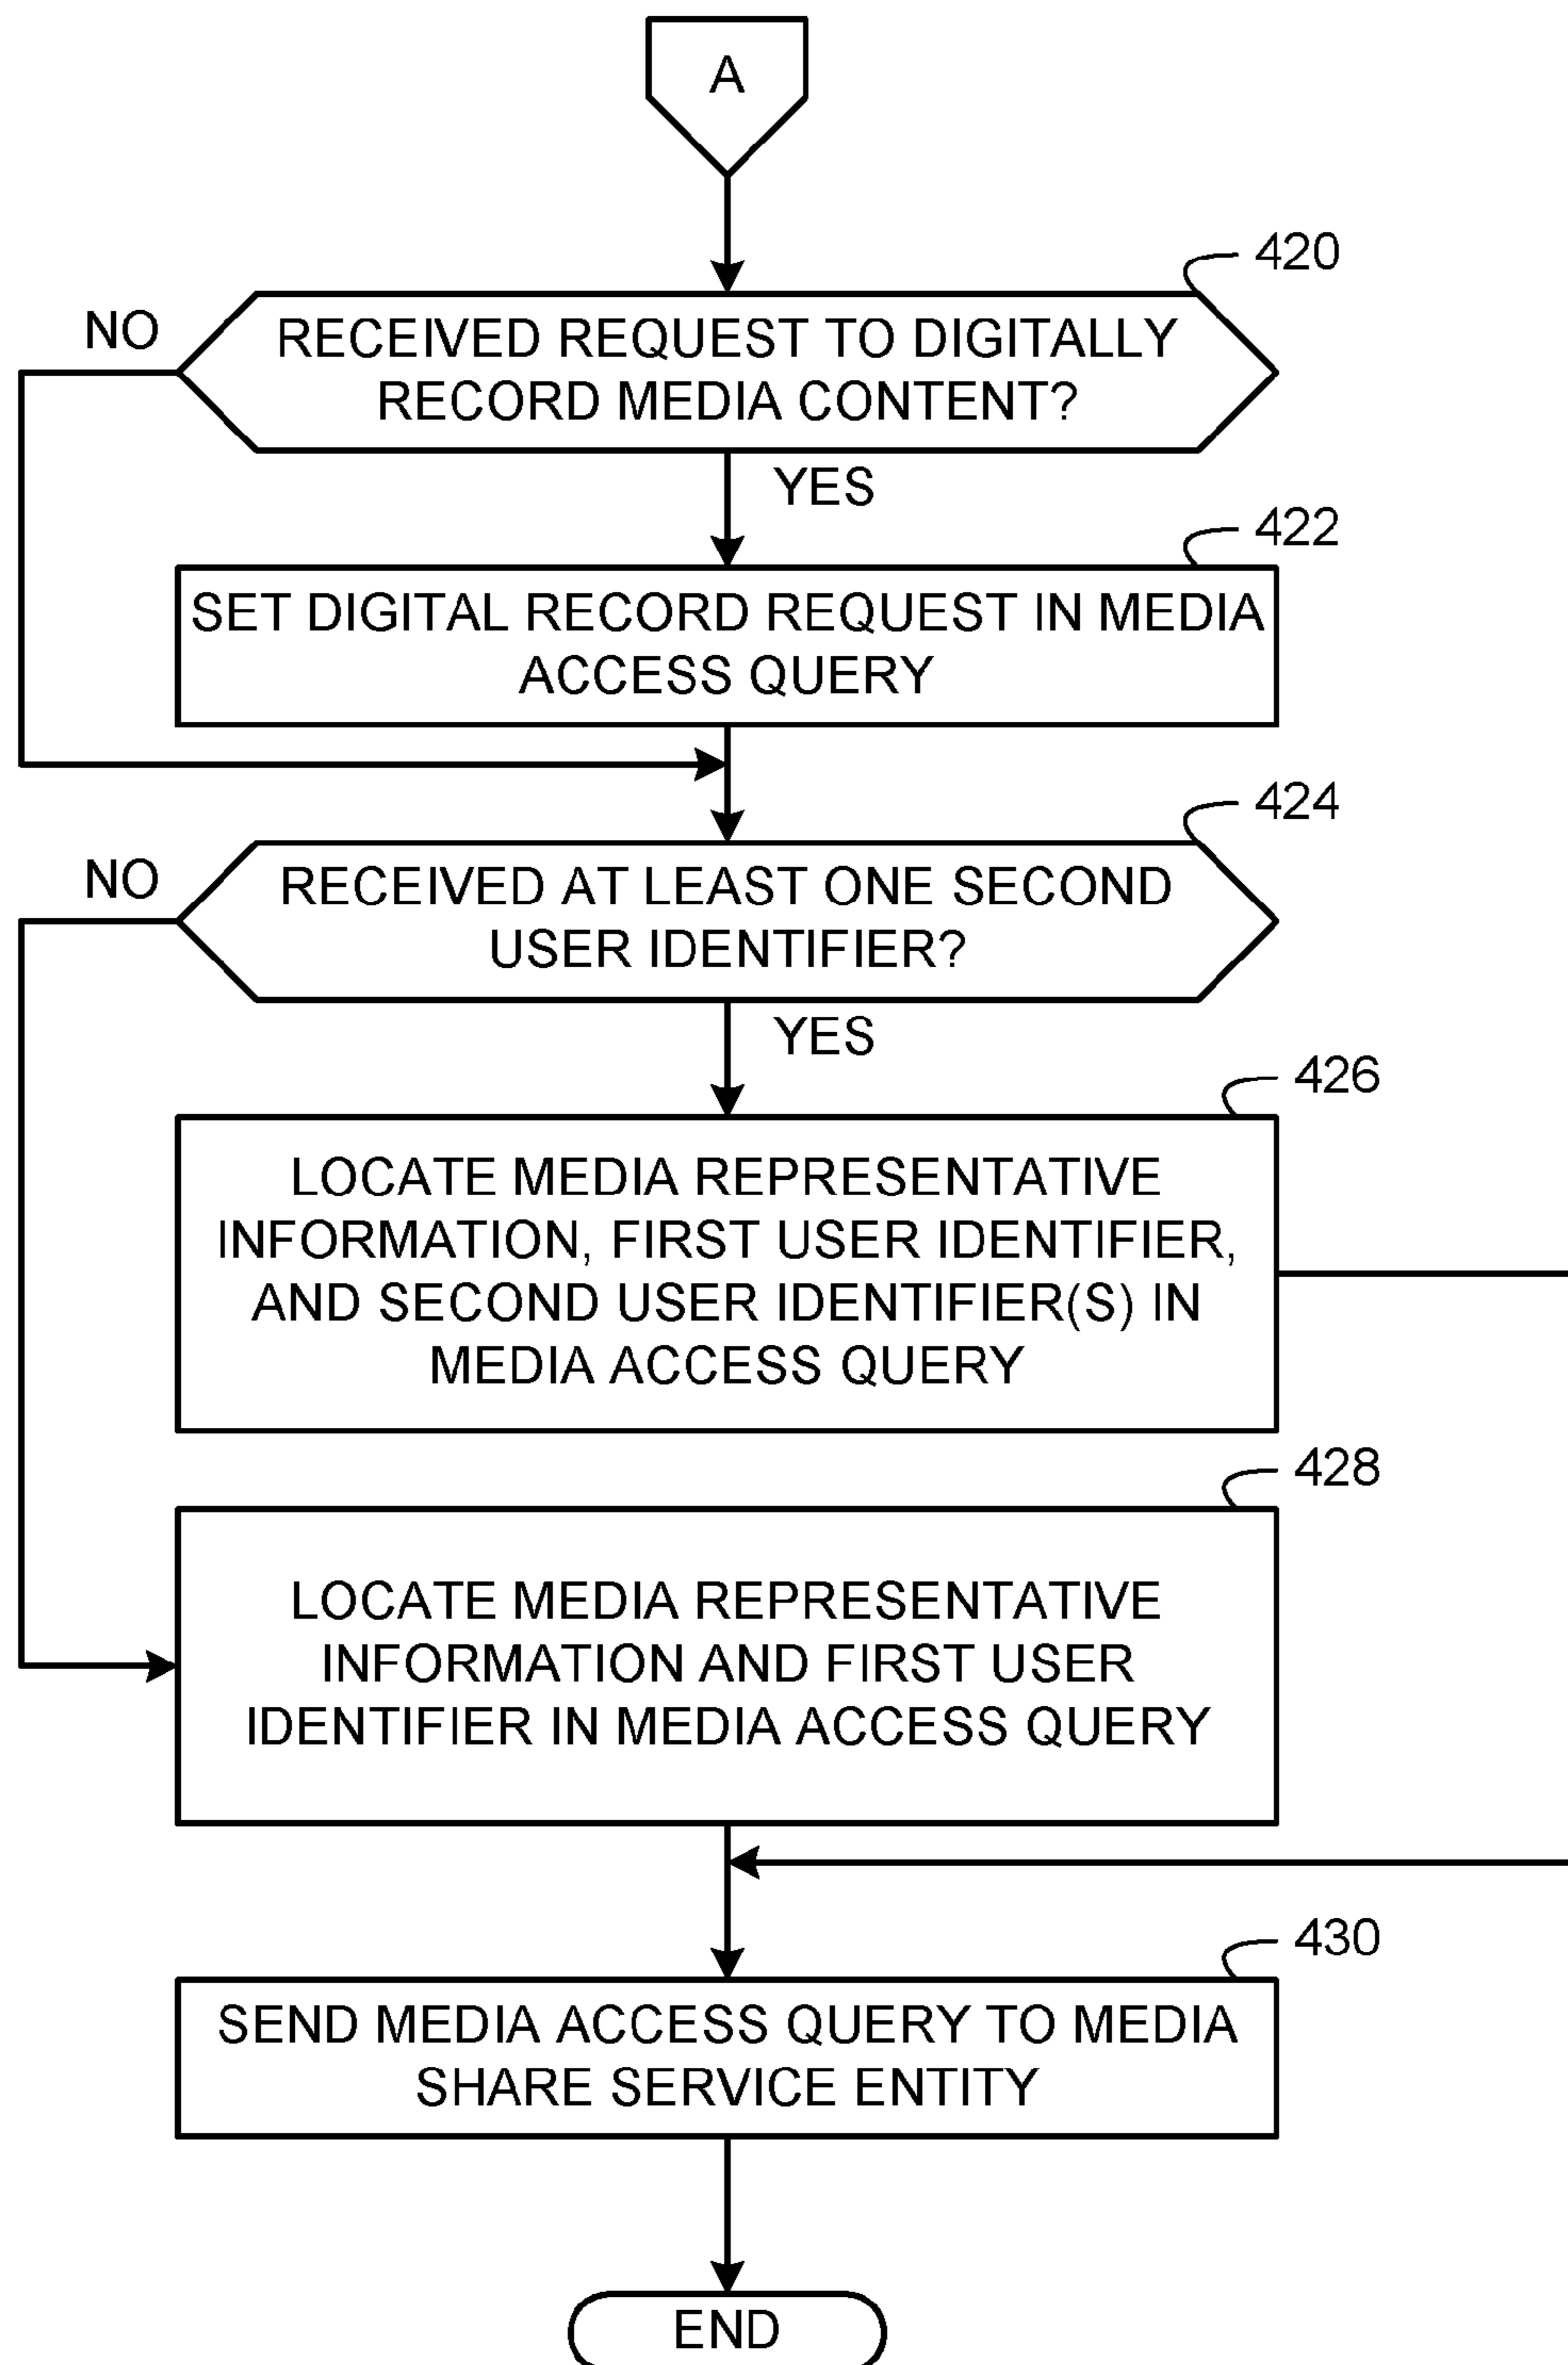 A
420
NO
RECEIVED REQUEST TO DIGITALLY
RECORD MEDIA CONTENT?
YES
422
SET DIGITAL RECORD REQUEST IN MEDIA
ACCESS QUERY
424
NO
RECEIVED AT LEAST ONE SECOND
USER IDENTIFIER?
YES
426
LOCATE MEDIA REPRESENTATIVE
INFORMATION, FIRST USER IDENTIFIER,
AND SECOND USER IDENTIFIER(S) IN
MEDIA ACCESS QUERY
428
LOCATE MEDIA REPRESENTATIVE
INFORMATION AND FIRST USER
IDENTIFIER IN MEDIA ACCESS QUERY
430
SEND MEDIA ACCESS QUERY TO MEDIA
SHARE SERVICE ENTITY
END